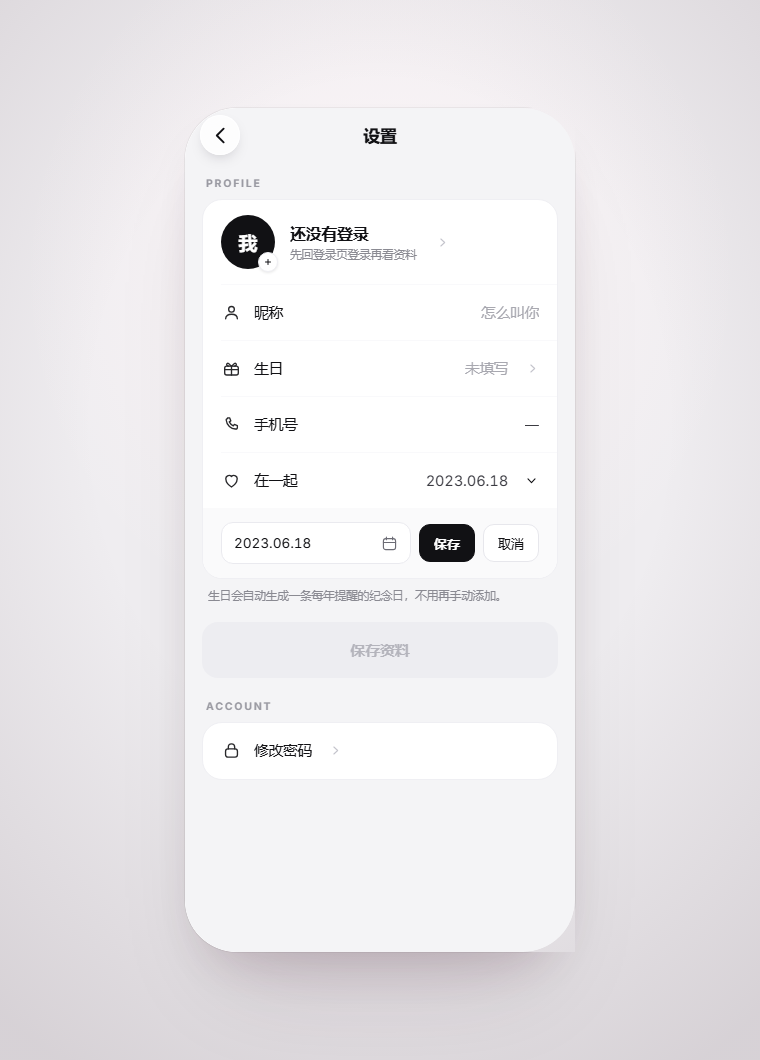 设置
PROFILE
我
还没有登录
先回登录页登录再看资料
昵称 怎么叫你
生日 未填写
手机号 —
在一起 2023.06.18
2023.06.18 保存 取消
生日会自动生成一条每年提醒的纪念日，不用再手动添加。
保存资料
ACCOUNT
修改密码